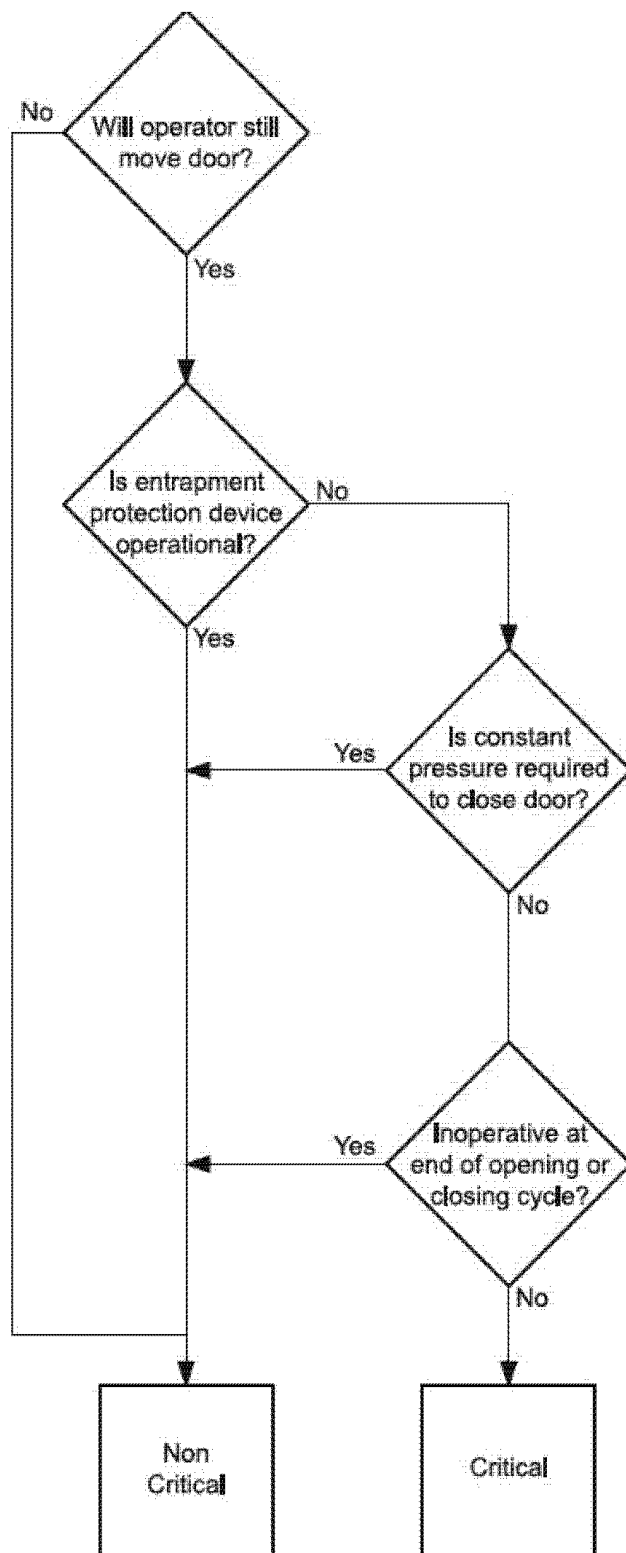 No
Will operator still
move door?
Yes
Is entrapment
protection device
operational?
No
Yes
Is constant
pressure required
to close door?
Yes
No
Inoperative at
end of opening or
closing cycle?
Yes
No
Non
Critical
Critical